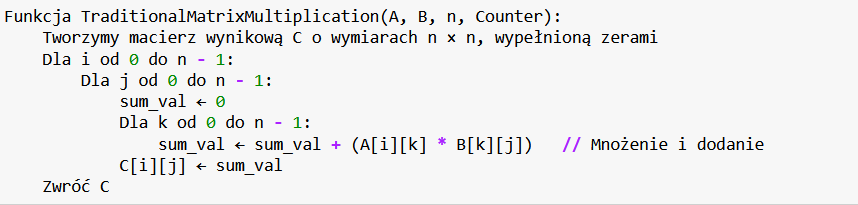 Funkcja TraditionalMatrixMultiplication(A, B, n, Counter):
    Tworzymy macierz wynikową C o wymiarach n × n, wypełnioną zerami
    Dla i od 0 do n - 1:
        Dla j od 0 do n - 1:
            sum_val ← 0
            Dla k od 0 do n - 1:
                sum_val ← sum_val + (A[i][k] * B[k][j])   // Mnożenie i dodanie
            C[i][j] ← sum_val
    Zwróć C